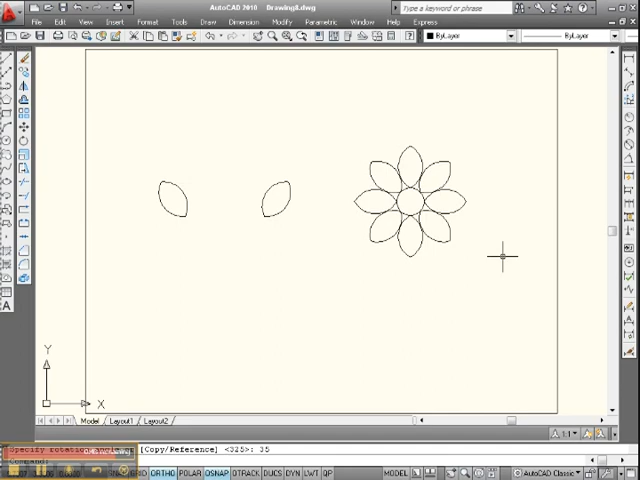 AutoCAD 2010 Drawing8.dwg
Type a keyword or phrase
File Edit View Insert Format Tools Draw Dimension Modify Parametric Window Help Express
ByLayer ByLayer
Y
X
Model Layout1 Layout2
1:1
[Copy/Reference] <325>: 35
GRID ORTHO POLAR OSNAP OTRACK DUCS DYN LWT QP MODEL AutoCAD Classic